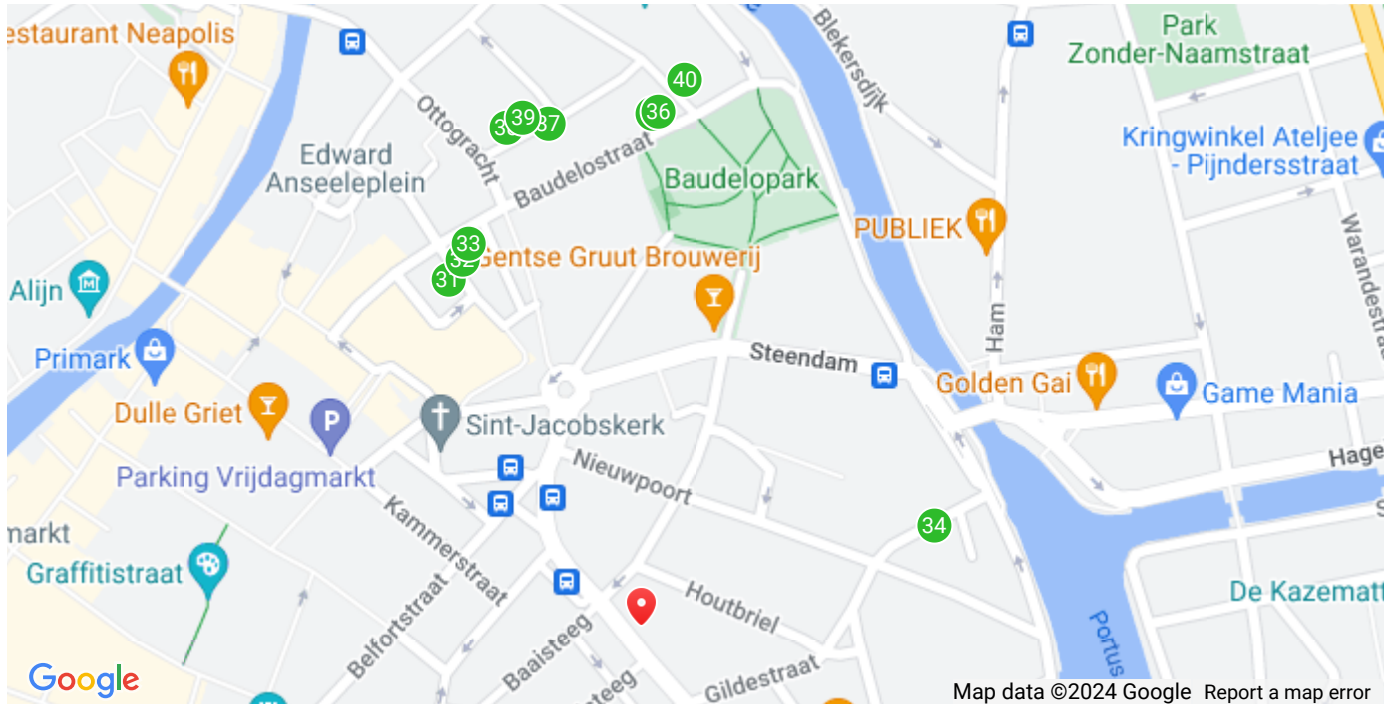 estaurant Neapolis
Blekersdijk
Park
Zonder-Naamstraat
40
Ottogracht
39
37
36
Kringwinkel Ateljee
- Pijndersstraat
Edward
Anseeleplein
Baudelostraat
Baudelopark
PUBLIEK
Warandestra
33
32
31
Gentse Gruut Brouwerij
Alijn
M
Ham
Primark
Steendam
Golden Gai
Game Mania
Dulle Griet
P
Sint-Jacobskerk
Parking Vrijdagmarkt
Nieuwpoort
Hage
Kammerstraat
34
markt
Graffitistraat
Belfortstraat
Houtbriel
De Kazematt
Baaisteeg
Portus
steeg
Gildestraat
Google
Map data ©2024 Google Report a map error